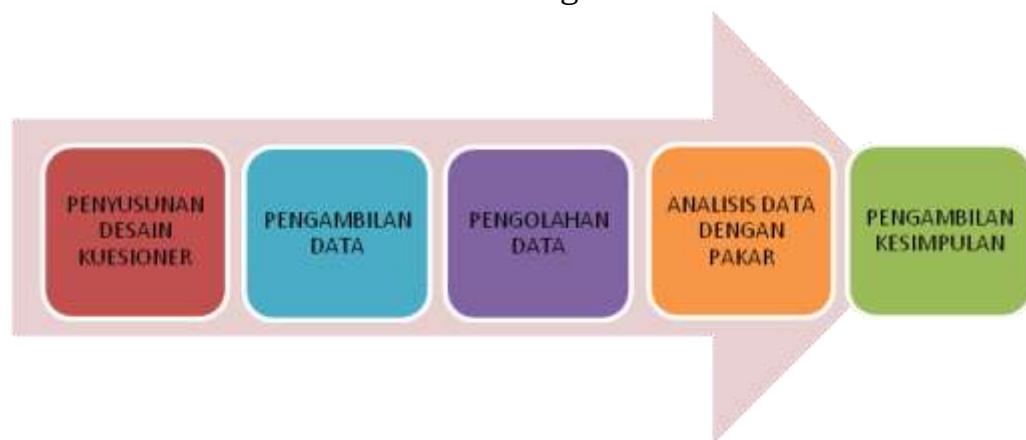 PENYUSUNAN
DESAIN
KUESIONER
PENGAMBILAN
DATA
PENGOLAHAN
DATA
ANALISIS DATA
DENGAN
PAKAR
PENGAMBILAN
KESIMPULAN